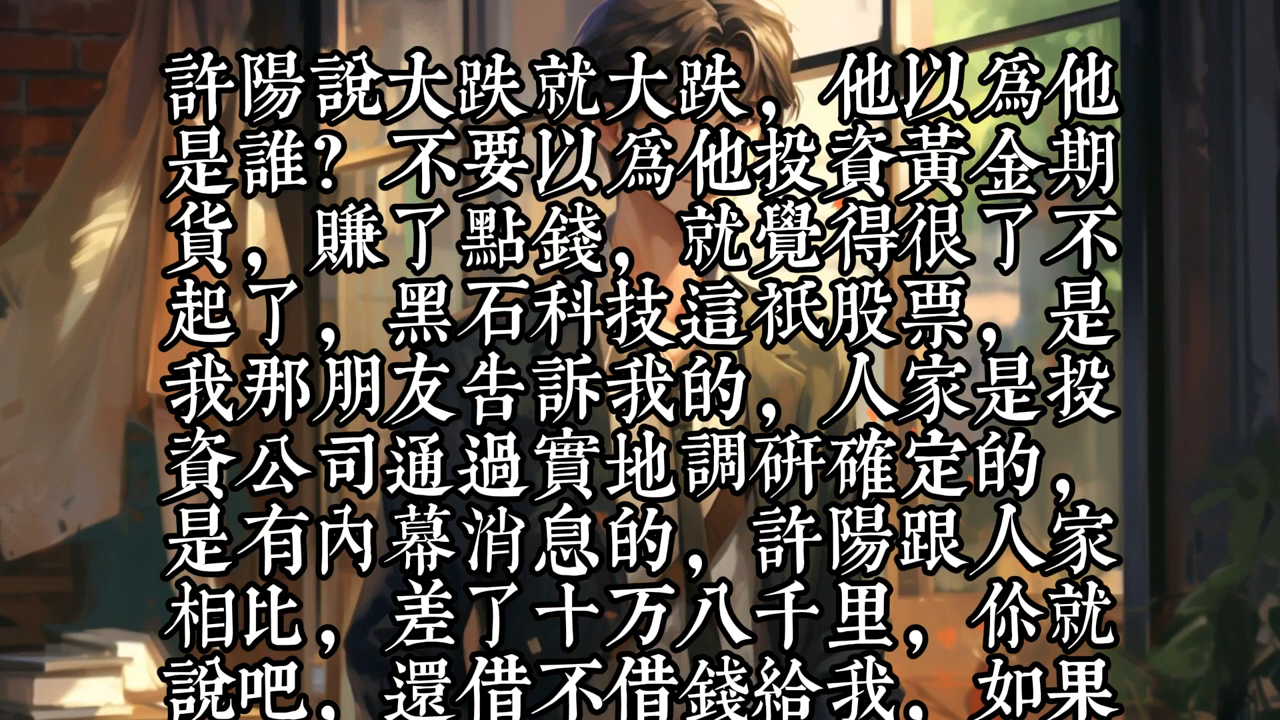 許陽說大跌就大跌，他以爲他
是誰？不要以爲他投資黃金期
貨，賺了點錢，就覺得很了不
起了，黑石科技這衹股票，是
我那朋友告訴我的，人家是投
資公司通過實地調研確定的，
是有內幕消息的，許陽跟人家
相比，差了十万八千里，你就
說吧，還借不借錢給我，如果